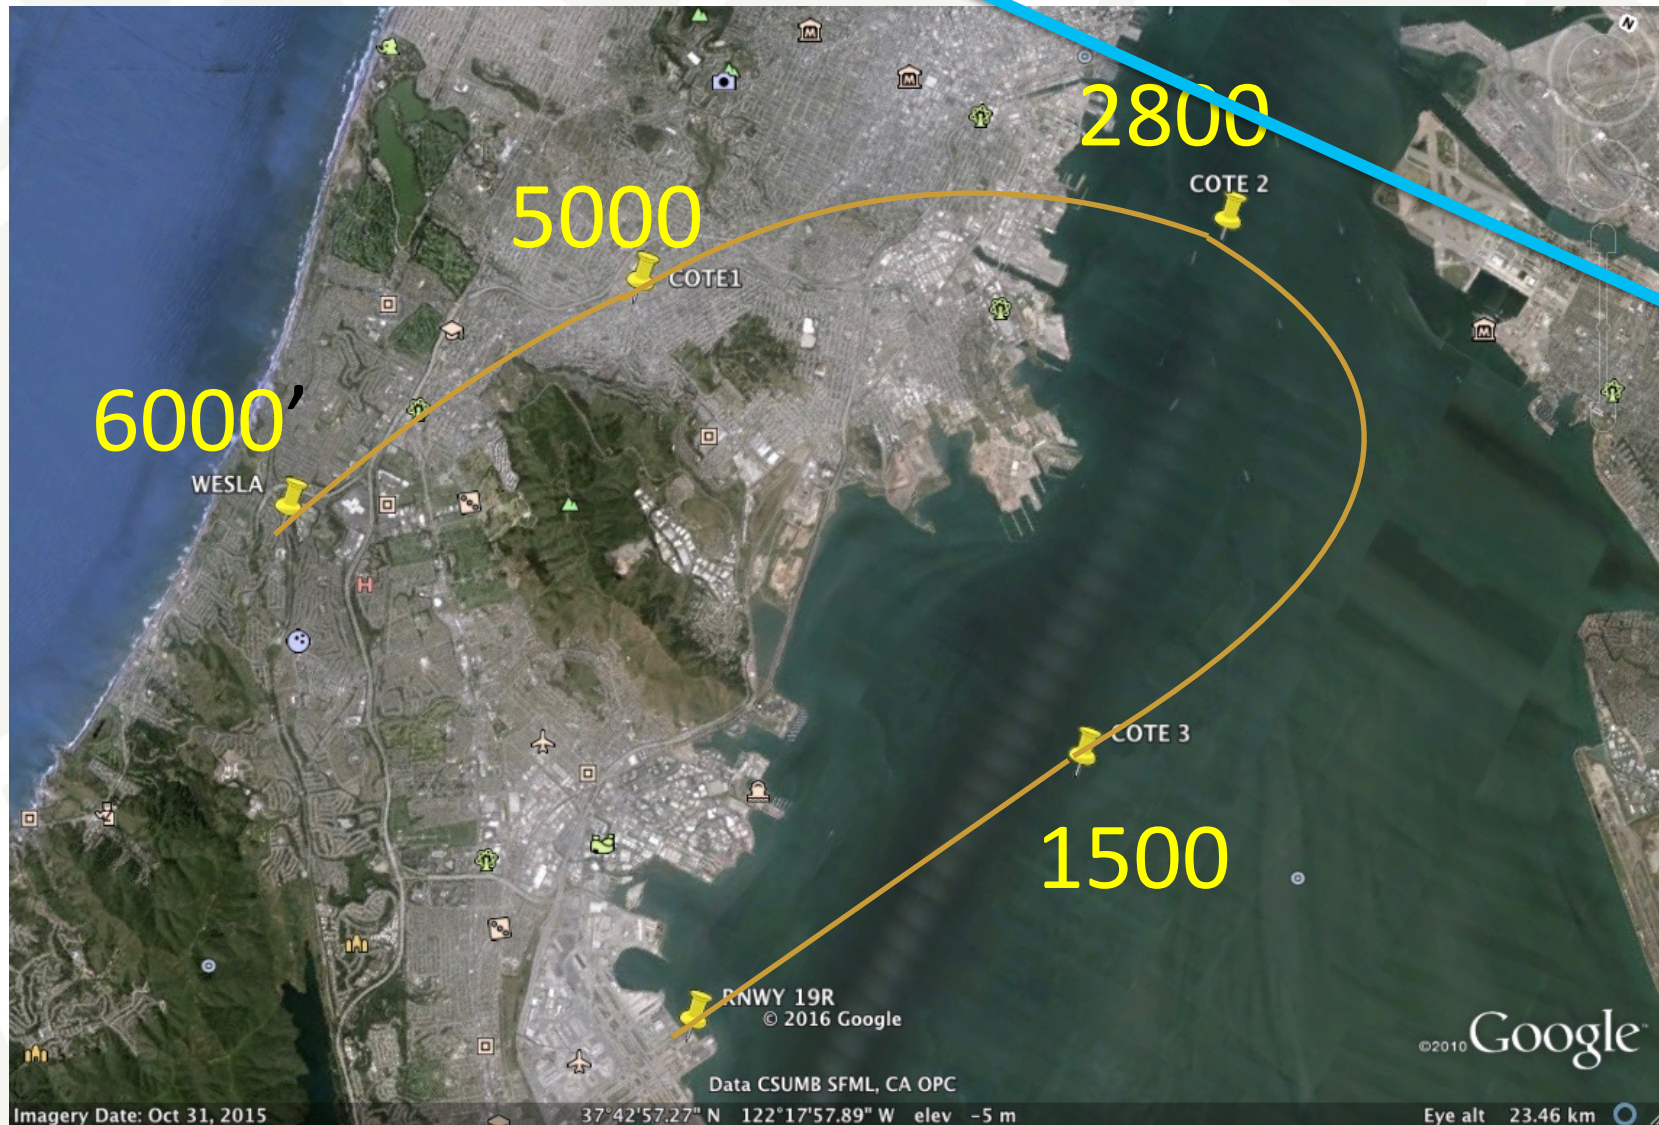 N
2800
COTE 2
5000
COTE1
6000’
WESLA
COTE 3
1500
RNWY 19R
© 2016 Google
©2010 Google
Data CSUMB SFML, CA OPC
Imagery Date: Oct 31, 2015
37°42'57.27" N 122°17'57.89" W elev -5 m
Eye alt 23.46 km